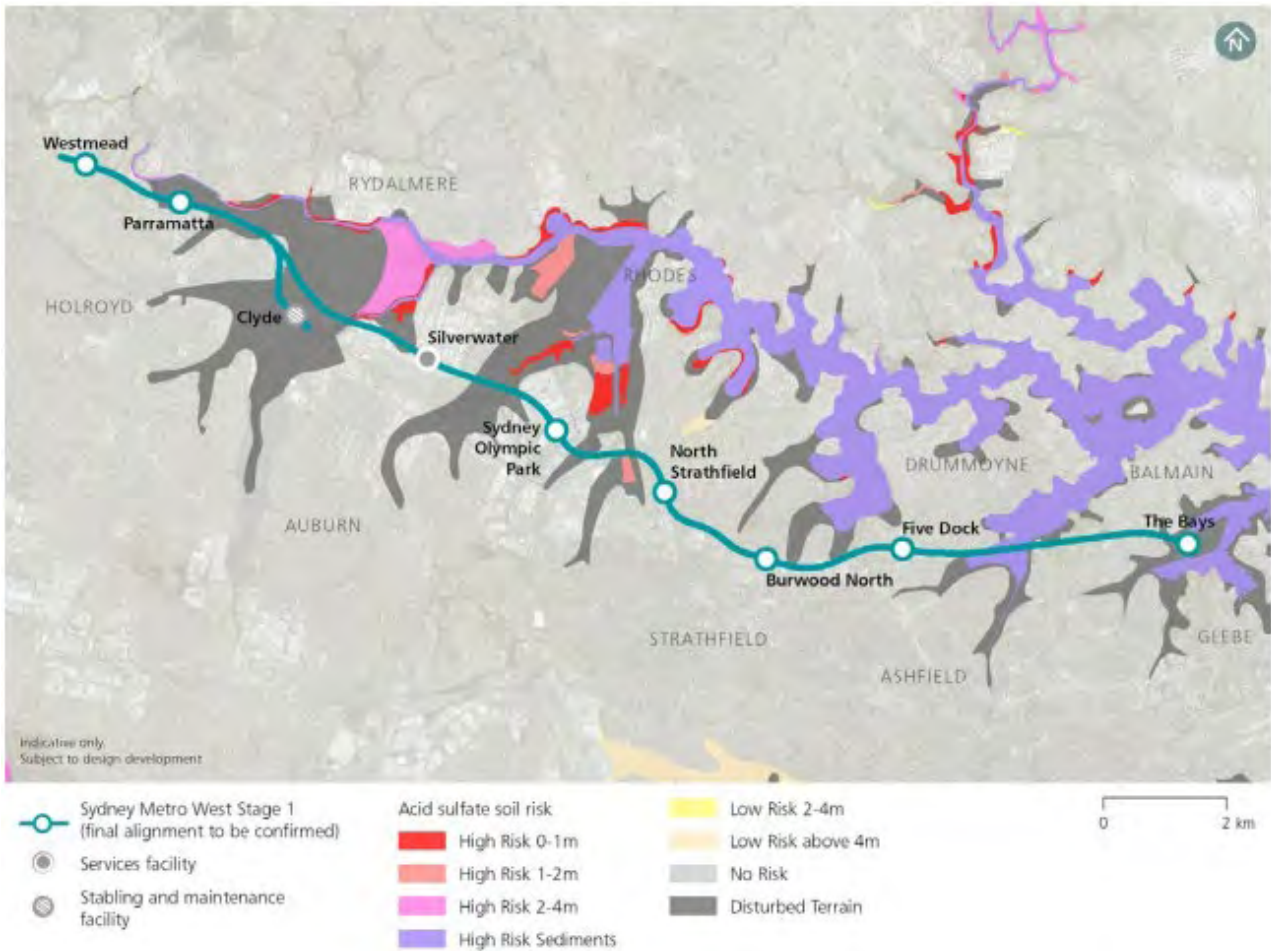 N
Westmead
RYDALMERE
Parramatta
RHODES
HOLROYD
Clyde
Silverwater
Sydney
Olympic
Park
North
Strathfield
DRUMMOYNE
BALMAIN
AUBURN
Five Dock
The Bays
Burwood North
STRATHFIELD
GLEBE
ASHFIELD
Indicative only.
Subject to design development
Sydney Metro West Stage 1
(final alignment to be confirmed)
Services facility
Stabling and maintenance
facility
Acid sulfate soil risk
High Risk 0-1m
High Risk 1-2m
High Risk 2-4m
High Risk Sediments
Low Risk 2-4m
Low Risk above 4m
No Risk
Disturbed Terrain
0 2 km